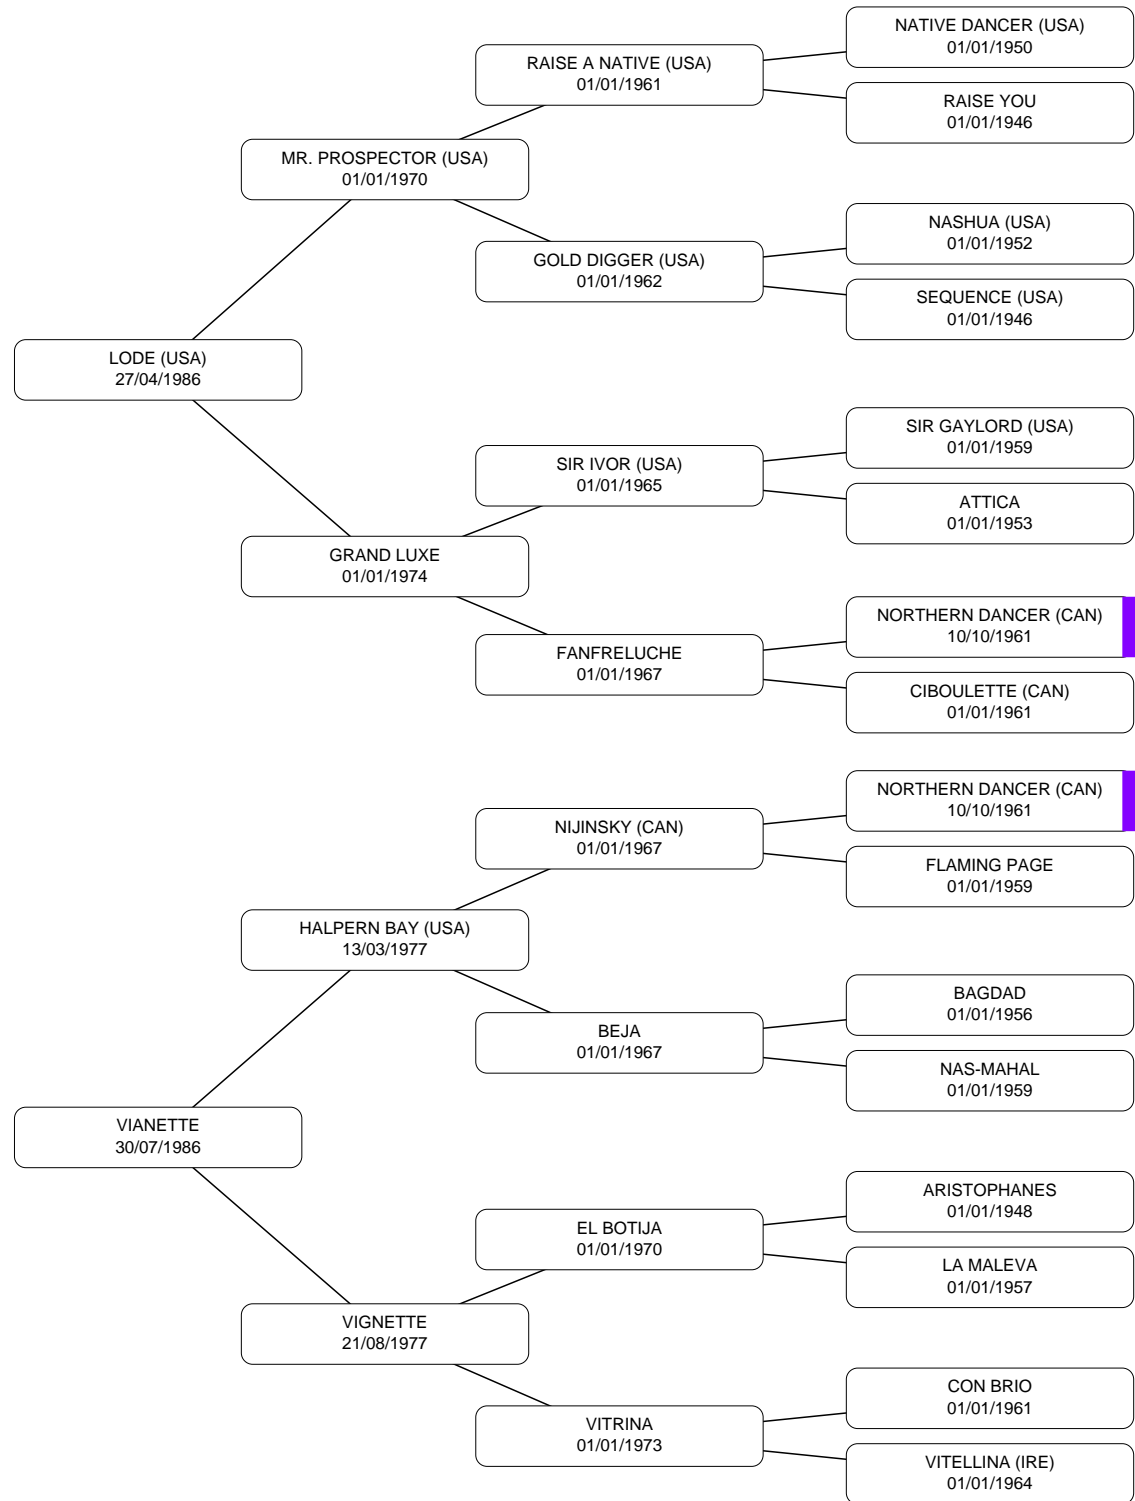 NATIVE DANCER (USA)
01/01/1950
RAISE A NATIVE (USA)
01/01/1961
RAISE YOU
01/01/1946
MR. PROSPECTOR (USA)
01/01/1970
NASHUA (USA)
01/01/1952
GOLD DIGGER (USA)
01/01/1962
SEQUENCE (USA)
01/01/1946
LODE (USA)
27/04/1986
SIR GAYLORD (USA)
01/01/1959
SIR IVOR (USA)
01/01/1965
ATTICA
01/01/1953
GRAND LUXE
01/01/1974
NORTHERN DANCER (CAN)
10/10/1961
FANFRELUCHE
01/01/1967
CIBOULETTE (CAN)
01/01/1961
NORTHERN DANCER (CAN)
10/10/1961
NIJINSKY (CAN)
01/01/1967
FLAMING PAGE
01/01/1959
HALPERN BAY (USA)
13/03/1977
BAGDAD
01/01/1956
BEJA
01/01/1967
NAS-MAHAL
01/01/1959
VIANETTE
30/07/1986
ARISTOPHANES
01/01/1948
EL BOTIJA
01/01/1970
LA MALEVA
01/01/1957
VIGNETTE
21/08/1977
CON BRIO
01/01/1961
VITRINA
01/01/1973
VITELLINA (IRE)
01/01/1964